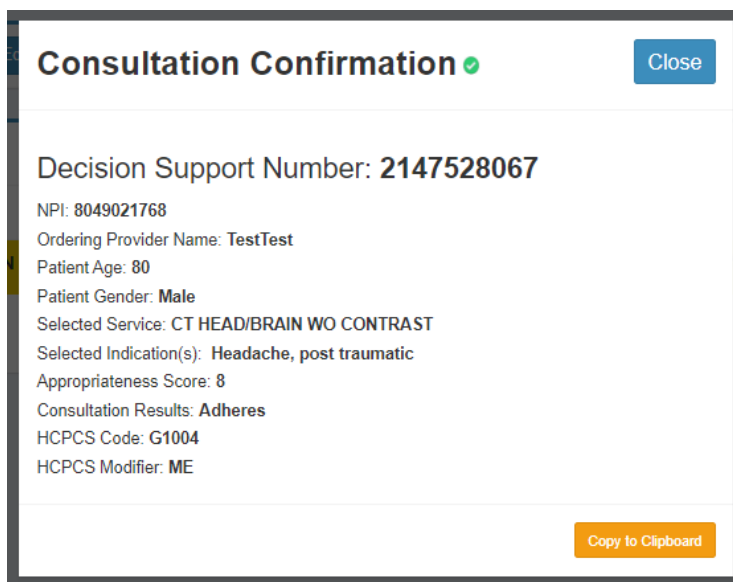 Consultation Confirmation
Close
Decision Support Number: 2147528067
NPI: 8049021768
Ordering Provider Name: TestTest
Patient Age: 80
Patient Gender: Male
Selected Service: CT HEAD/BRAIN WO CONTRAST
Selected Indication(s): Headache, post traumatic
Appropriateness Score: 8
Consultation Results: Adheres
HCPCS Code: G1004
HCPCS Modifier: ME
Copy to Clipboard